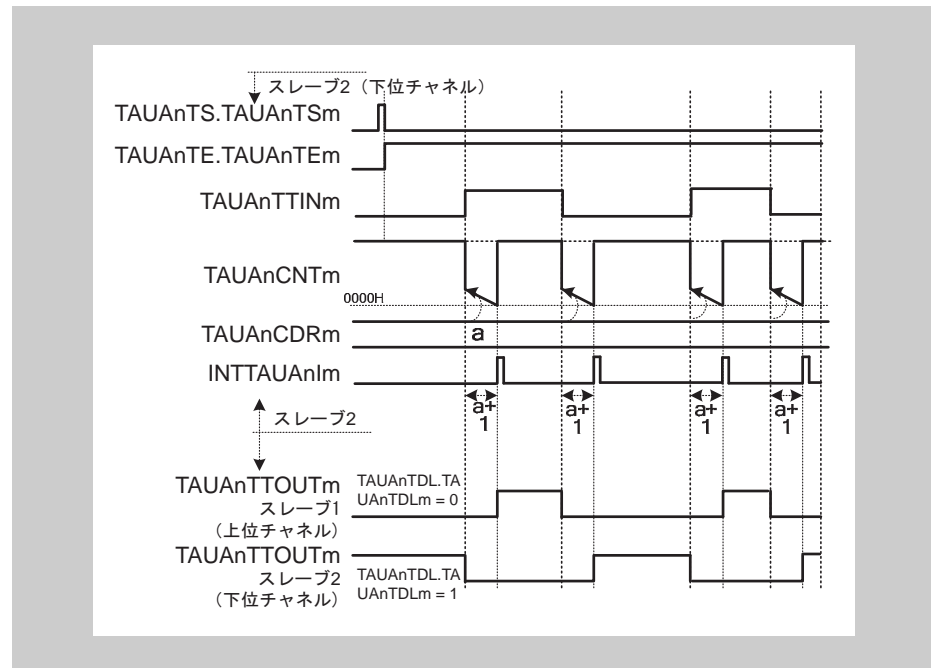 スレーブ2（下位チャネル）
TAUAnTS.TAUAnTSm
TAUAnTE.TAUAnTEm
TAUAnTTINm
TAUAnCNTm
0000H
TAUAnCDRm
a
INTTAUAnIm
a+
1
a+
1
a+
1
a+
1
スレーブ2
TAUAnTTOUTm
スレーブ1
（上位チャネル）
TAUAnTDL.TA
UAnTDLm = 0
TAUAnTTOUTm
スレーブ2
（下位チャネル）
TAUAnTDL.TA
UAnTDLm = 1